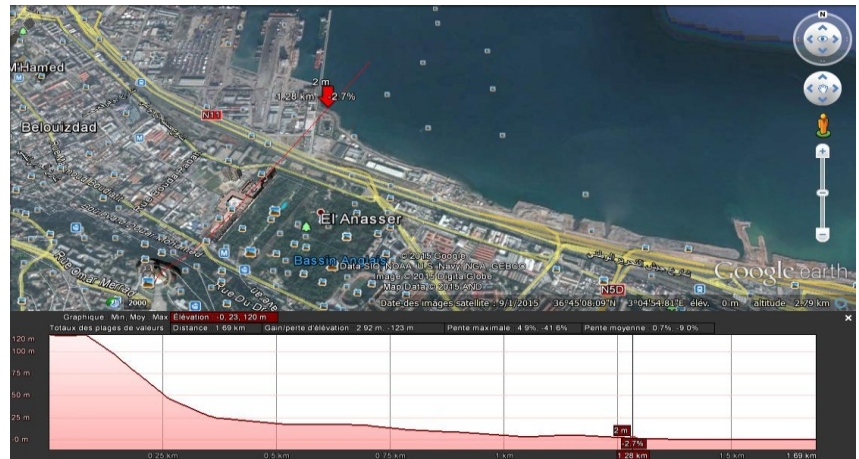 N
M'Hamed
2 m
1.28 km -2.7%
N11
Belouizdad
El Anasser
Bassin Anglais
© 2015 Google
Data SIO, NOAA, U.S. Navy, NGA, GEBCO
Image © 2015 DigitalGlobe
Map Data © 2015 AND
Google earth
Rue Omar Merrad
N5D
2000
Date des images satellite : 9/1/2015 36°45'08.09"N 3°04'54.81"E élév. 0 m altitude 2.79 km
Graphique : Min, Moy, Max Élévation : -0, 23, 120 m
Totaux des plages de valeurs : Distance : 1.69 km Gain/perte d'élévation : 2.92 m, -123 m Pente maximale : 4.9%, -41.6% Pente moyenne : 0.7%, -9.0%
120 m
100 m
75 m
50 m
25 m
-0 m
2 m
-2.7%
0.25 km 0.5 km 0.75 km 1 km 1.28 km 1.5 km 1.69 km